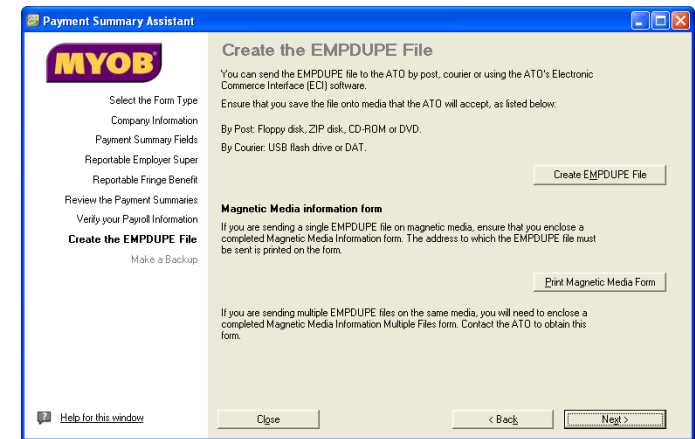 Payment Summary Assistant
MYOB
Select the Form Type
Company Information
Payment Summary Fields
Reportable Employer Super
Reportable Fringe Benefit
Review the Payment Summaries
Verify your Payroll Information
Create the EMPDUPE File
Make a Backup
Help for this window
Create the EMPDUPE File
You can send the EMPDUPE file to the ATO by post, courier or using the ATO's Electronic
Commerce Interface (ECI) software.
Ensure that you save the file onto media that the ATO will accept, as listed below:
By Post: Floppy disk, ZIP disk, CD-ROM or DVD.
By Courier: USB flash drive or DAT.
Create EMPDUPE File
Magnetic Media information form
If you are sending a single EMPDUPE file on magnetic media, ensure that you enclose a
completed Magnetic Media Information form. The address to which the EMPDUPE file must
be sent is printed on the form.
Print Magnetic Media Form
If you are sending multiple EMPDUPE files on the same media, you will need to enclose a
completed Magnetic Media Information Multiple Files form. Contact the ATO to obtain this
form.
Close
< Back
Next >